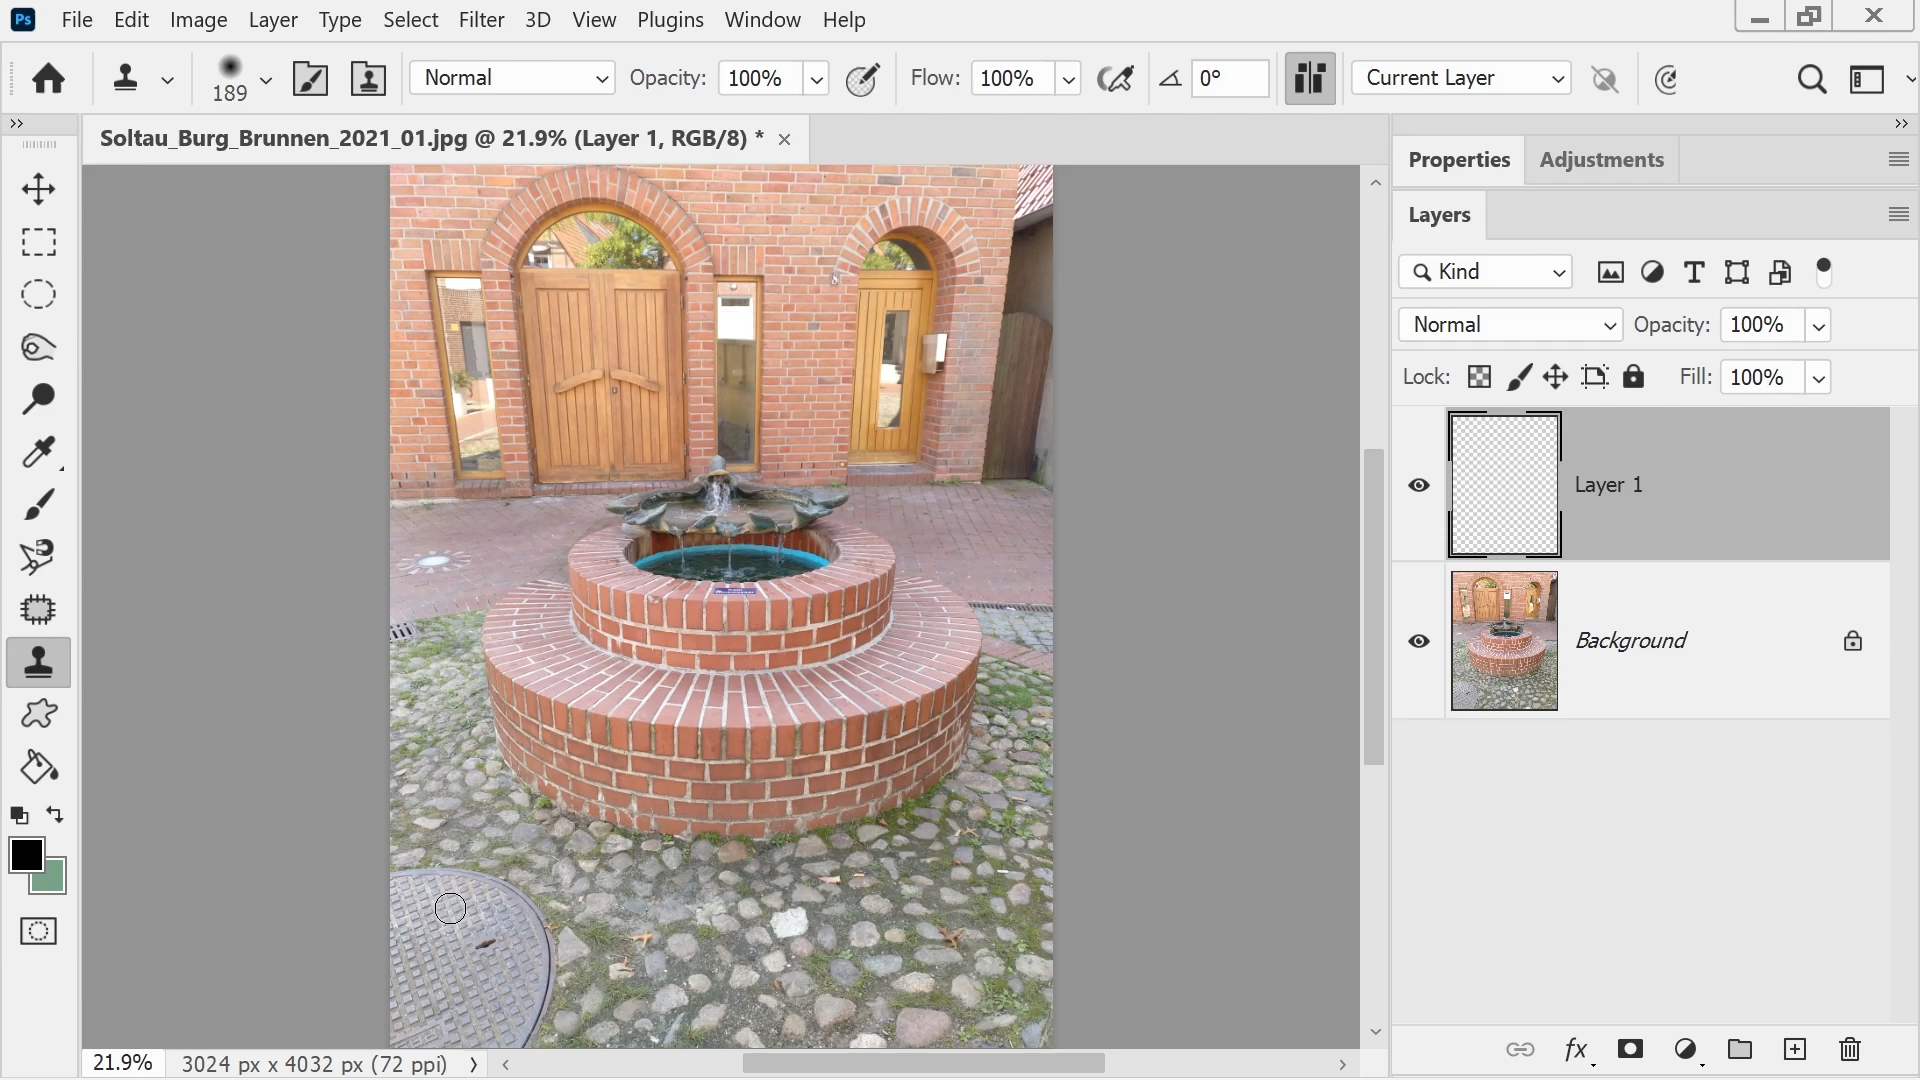 Ps File Edit Image Layer Type Select Filter 3D View Plugins Window Help
189 Normal Opacity: 100% Flow: 100% 0° Current Layer
Soltau_Burg_Brunnen_2021_01.jpg @ 21.9% (Layer 1, RGB/8) *
Properties Adjustments
Layers
Kind
Normal Opacity: 100%
Lock: Fill: 100%
Layer 1
Background
8
fx
21.9% 3024 px x 4032 px (72 ppi)